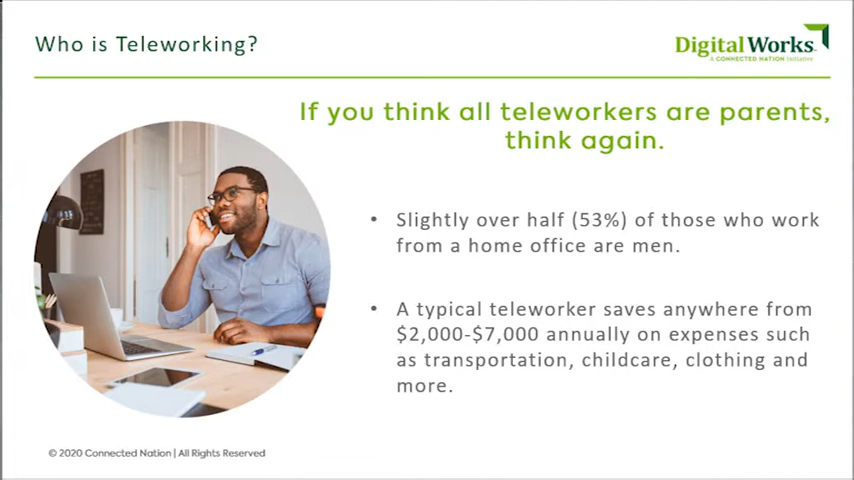 Who is Teleworking?
Digital Works
A CONNECTED NATION Initiative
If you think all teleworkers are parents,
think again.
• Slightly over half (53%) of those who work
from a home office are men.
• A typical teleworker saves anywhere from
$2,000-$7,000 annually on expenses such
as transportation, childcare, clothing and
more.
© 2020 Connected Nation | All Rights Reserved